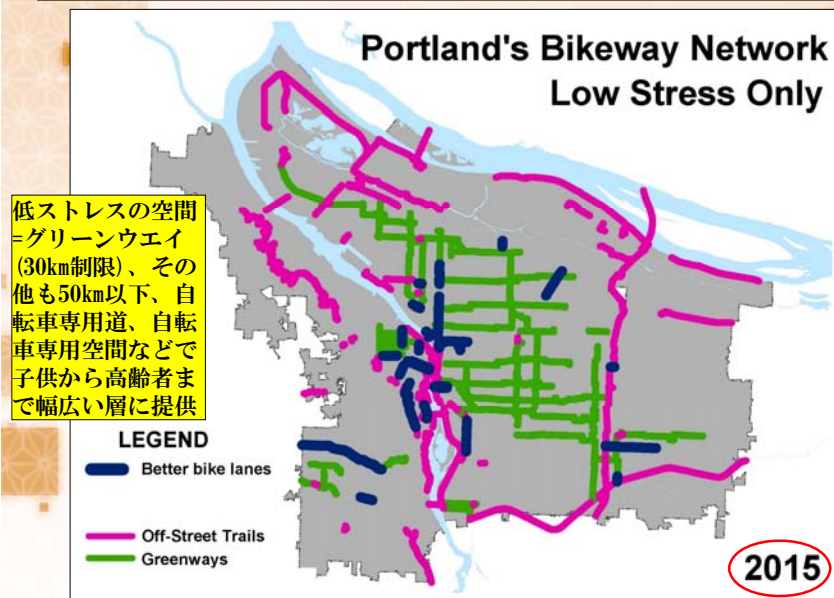 Portland's Bikeway Network
Low Stress Only
低ストレスの空間
=グリーンウエイ
(30km制限)、その
他も50km以下、自
転車専用道、自転
車専用空間などで
子供から高齢者ま
で幅広い層に提供
LEGEND
Better bike lanes
Off-Street Trails
Greenways
2015